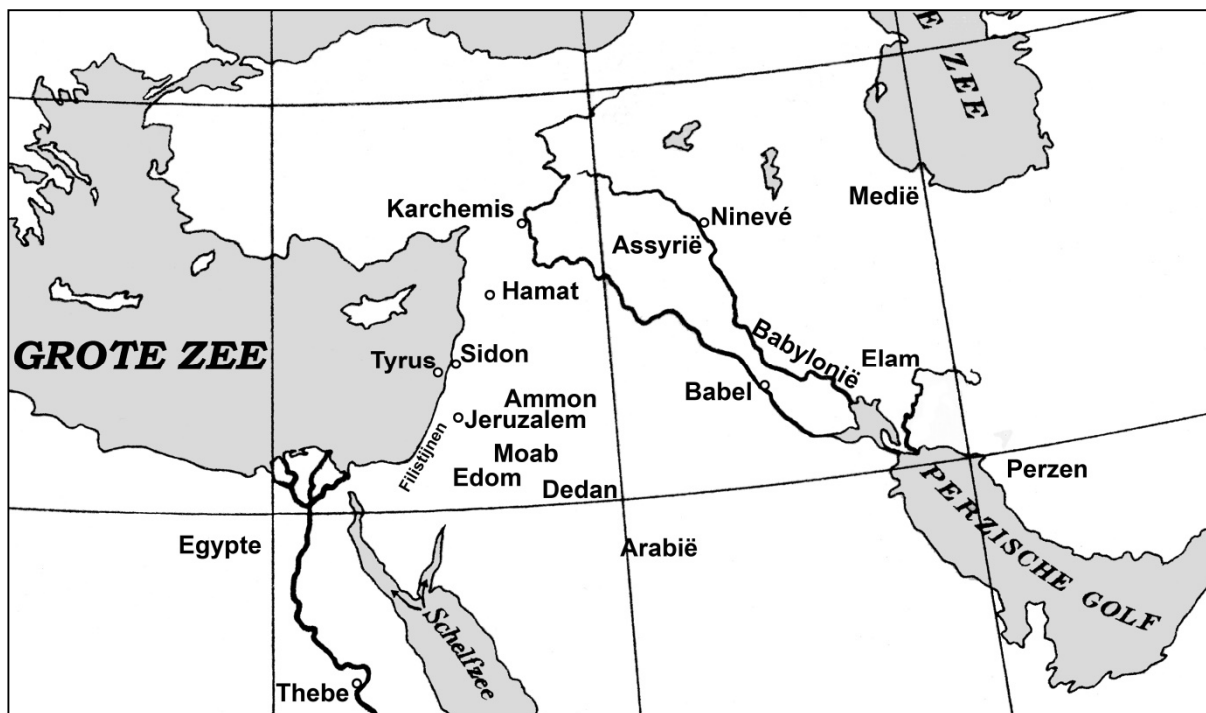 E ZEE
Medië
Karchemis
Ninevé
Assyrië
Hamat
GROTE ZEE
Tyrus
Sidon
Babylonië
Elam
Babel
Ammon
Jeruzalem
Filistijnen
Moab
Edom
Dedan
Perzen
PERZISCHE GOLF
Egypte
Arabië
Schelfzee
Thebe